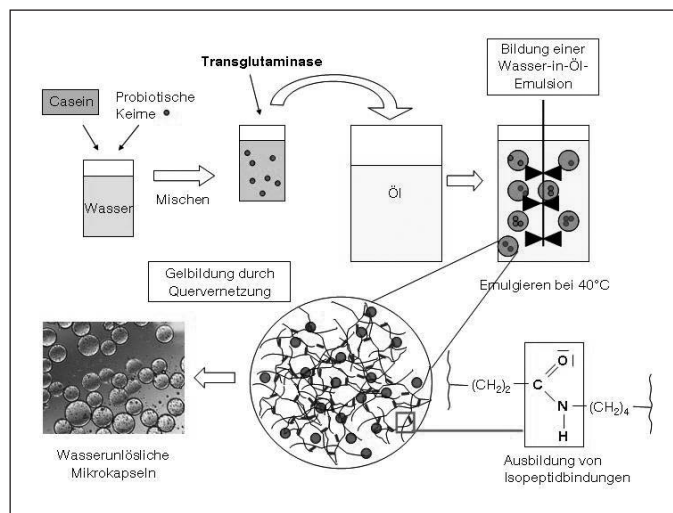 Transglutaminase
Bildung einer
Wasser-in-Öl-
Emulsion
Casein
Probiotische
Keime
Wasser
Mischen
Öl
Emulgieren bei 40°C
Gelbildung durch
Quervernetzung
(CH₂)₂
C
O
N
H
(CH₂)₄
Wasserunlösliche
Mikrokapseln
Ausbildung von
Isopeptidbindungen